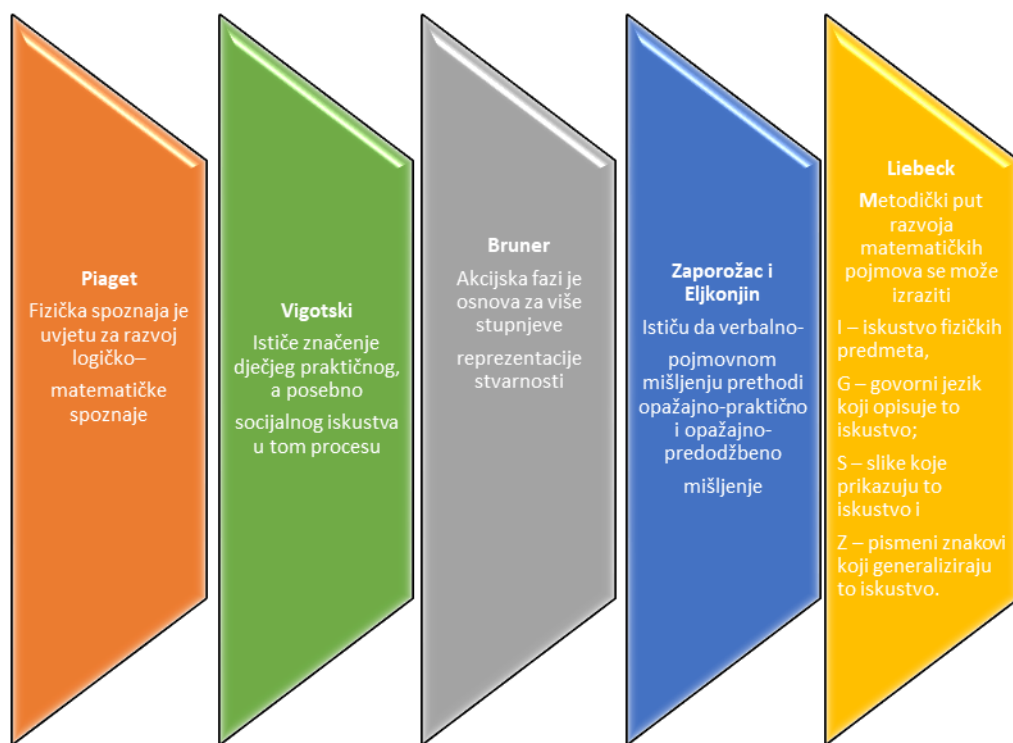 Piaget
Fizička spoznaja je
uvjetu za razvoj
logičko–
matematičke
spoznaje
Vigotski
Ističe značenje
dječjeg praktičnog,
a posebno
socijalnog iskustva
u tom procesu
Bruner
Akcijska fazi je
osnova za više
stupnjeve
reprezentacije
stvarnosti
Zaporožac i
Eljkonjin
Ističu da verbalno-
pojmovnom
mišljenju prethodi
opažajno-praktično
i opažajno-
predodžbeno
mišljenje
Liebeck
Metodički put
razvoja
matematičkih
pojmova se može
izraziti
I – iskustvo fizičkih
predmeta,
G – govorni jezik
koji opisuje to
iskustvo;
S – slike koje
prikazuju to
iskustvo i
Z – pismeni znakovi
koji generaliziraju
to iskustvo.